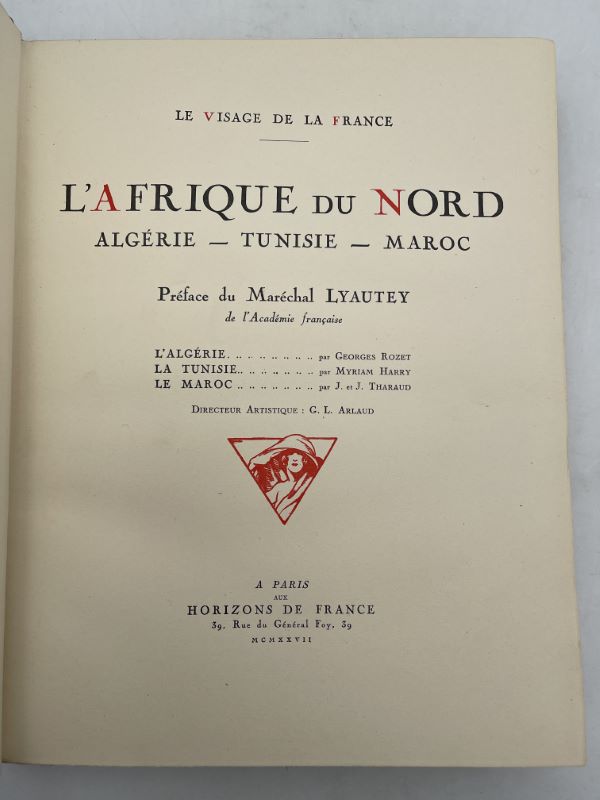 LE VISAGE DE LA FRANCE
L'AFRIQUE DU NORD
ALGÉRIE — TUNISIE — MAROC
Préface du Maréchal LYAUTEY
de l'Académie française
L'ALGÉRIE. .. .. .. .. .. .. .. par GEORGES ROZET
LA TUNISIE.. .. .. .. .. .. .. par MYRIAM HARRY
LE MAROC .. .. .. .. .. .. .. par J. et J. THARAUD
DIRECTEUR ARTISTIQUE : G. L. ARLAUD
A PARIS
AUX
HORIZONS DE FRANCE
39, Rue du Général Foy, 39
MCMXXVII